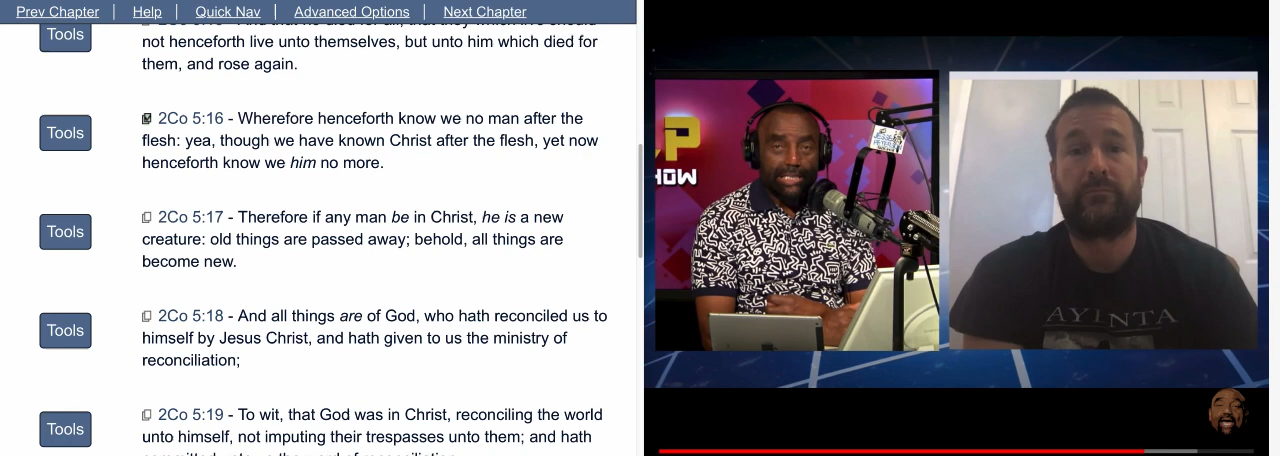 Prev Chapter | Help | Quick Nav | Advanced Options | Next Chapter
Tools
not henceforth live unto themselves, but unto him which died for
them, and rose again.
Tools
2Co 5:16 - Wherefore henceforth know we no man after the
flesh: yea, though we have known Christ after the flesh, yet now
henceforth know we him no more.
Tools
2Co 5:17 - Therefore if any man be in Christ, he is a new
creature: old things are passed away; behold, all things are
become new.
Tools
2Co 5:18 - And all things are of God, who hath reconciled us to
himself by Jesus Christ, and hath given to us the ministry of
reconciliation;
Tools
2Co 5:19 - To wit, that God was in Christ, reconciling the world
unto himself, not imputing their trespasses unto them; and hath
P
HOW
JESSE
AYINTA